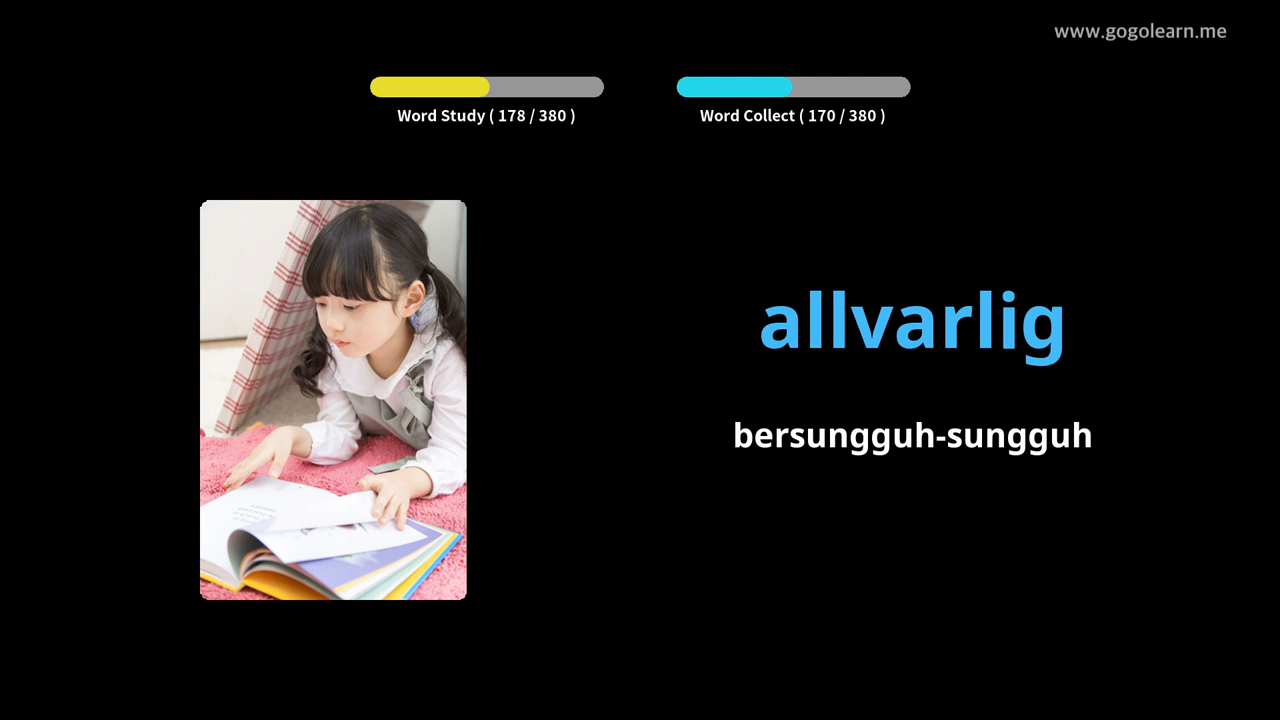 www.gogolearn.me
Word Study ( 178 / 380 )
Word Collect ( 170 / 380 )
allvarlig
bersungguh-sungguh